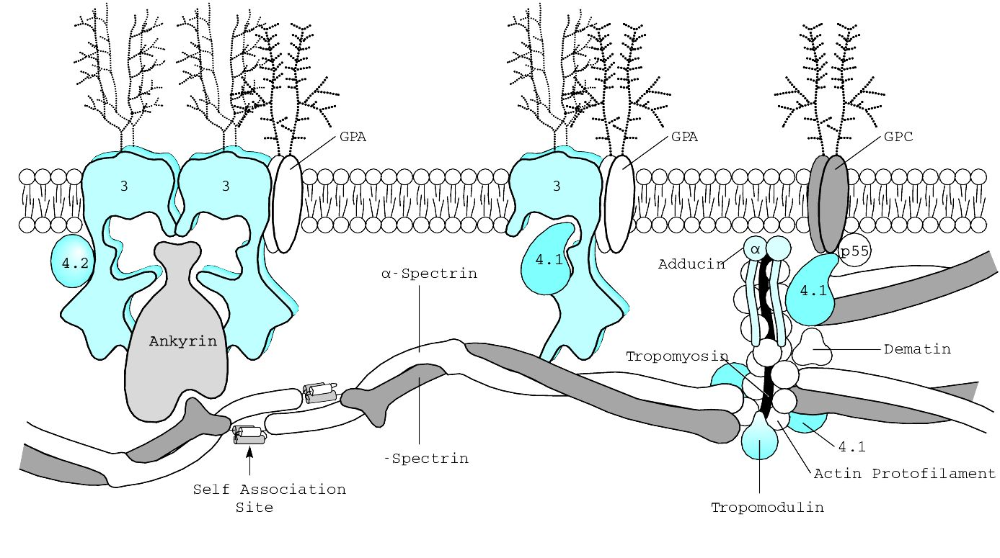 GPA
GPA
GPC
3
3
3
4.2
4.1
Adducin
α
p55
α-Spectrin
4.1
Ankyrin
Tropomyosin
Dematin
-Spectrin
4.1
Actin Protofilament
Self Association
Site
Tropomodulin